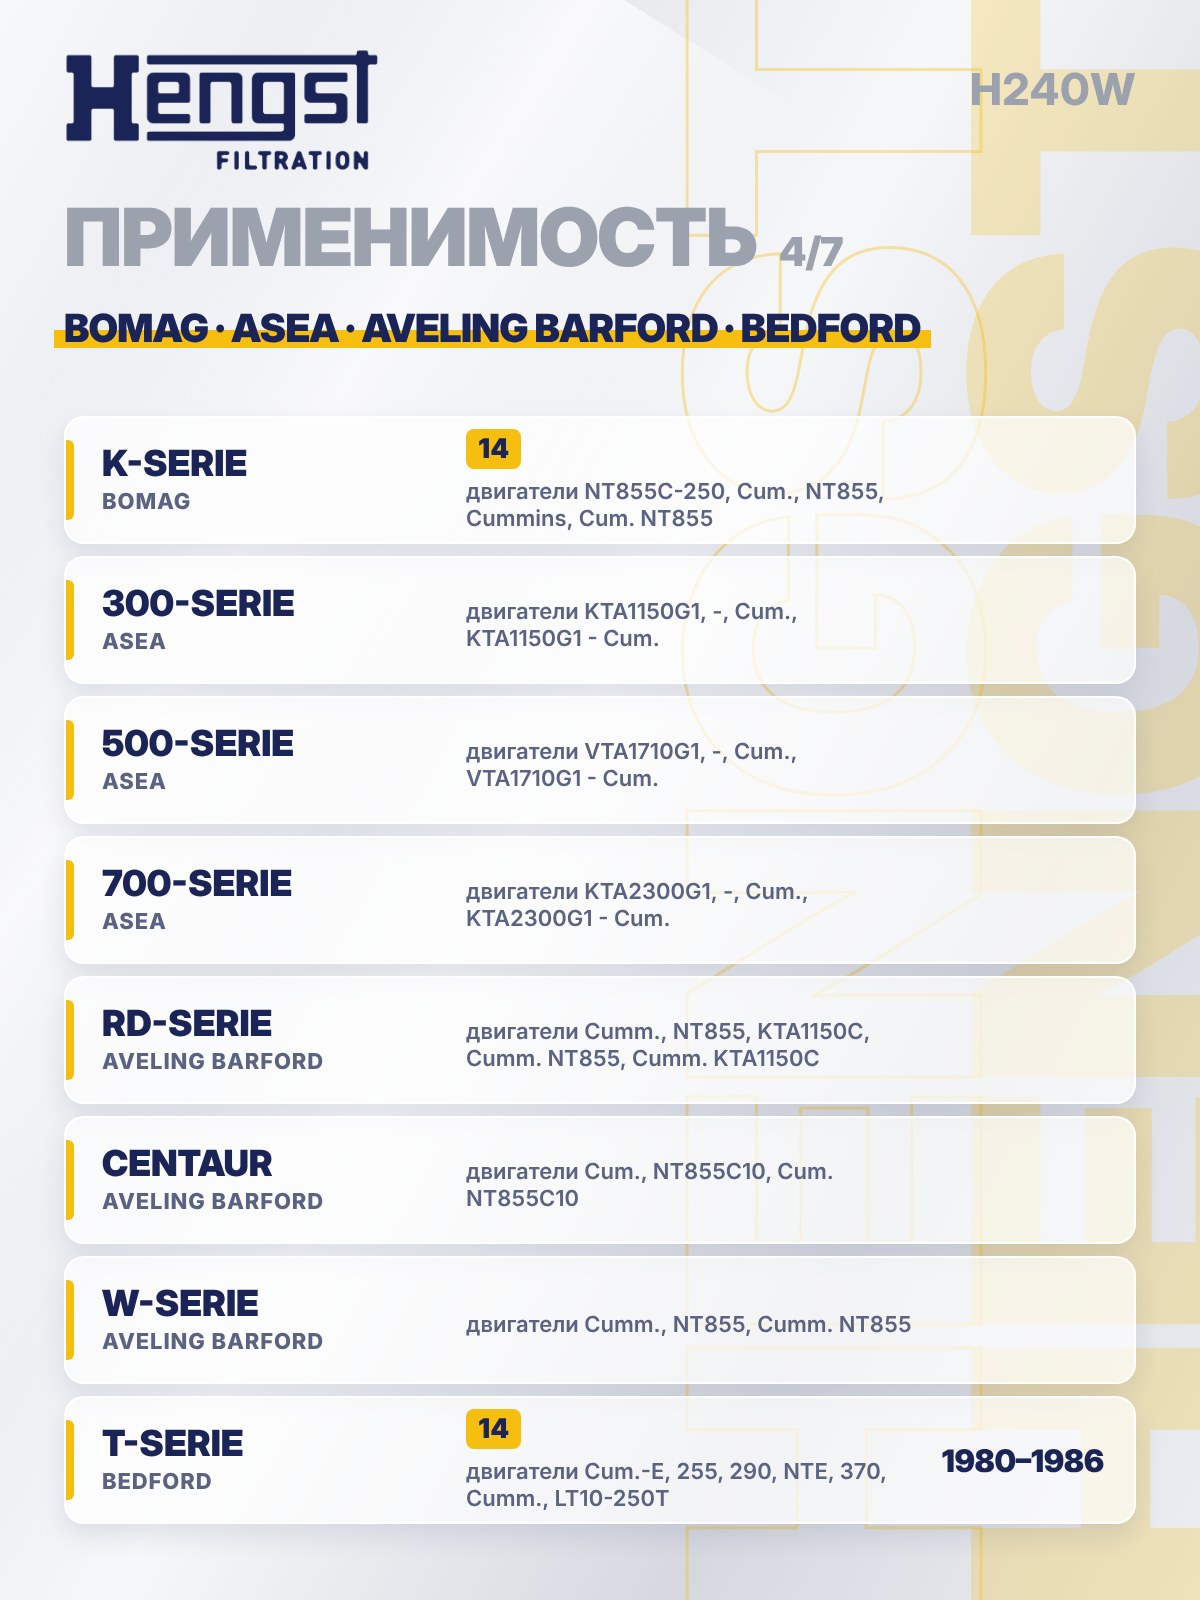 Hengst
FILTRATION
H240W
ПРИМЕНИМОСТЬ 4/7
BOMAG · ASEA · AVELING BARFORD · BEDFORD
K-SERIE
BOMAG
14
двигатели NT855C-250, Cum., NT855,
Cummins, Cum. NT855
300-SERIE
ASEA
двигатели KTA1150G1, -, Cum.,
KTA1150G1 - Cum.
500-SERIE
ASEA
двигатели VTA1710G1, -, Cum.,
VTA1710G1 - Cum.
700-SERIE
ASEA
двигатели KTA2300G1, -, Cum.,
KTA2300G1 - Cum.
RD-SERIE
AVELING BARFORD
двигатели Cumm., NT855, KTA1150C,
Cumm. NT855, Cumm. KTA1150C
CENTAUR
AVELING BARFORD
двигатели Cum., NT855C10, Cum.
NT855C10
W-SERIE
AVELING BARFORD
двигатели Cumm., NT855, Cumm. NT855
T-SERIE
BEDFORD
14
двигатели Cum.-E, 255, 290, NTE, 370,
Cumm., LT10-250T
1980–1986
HENGST